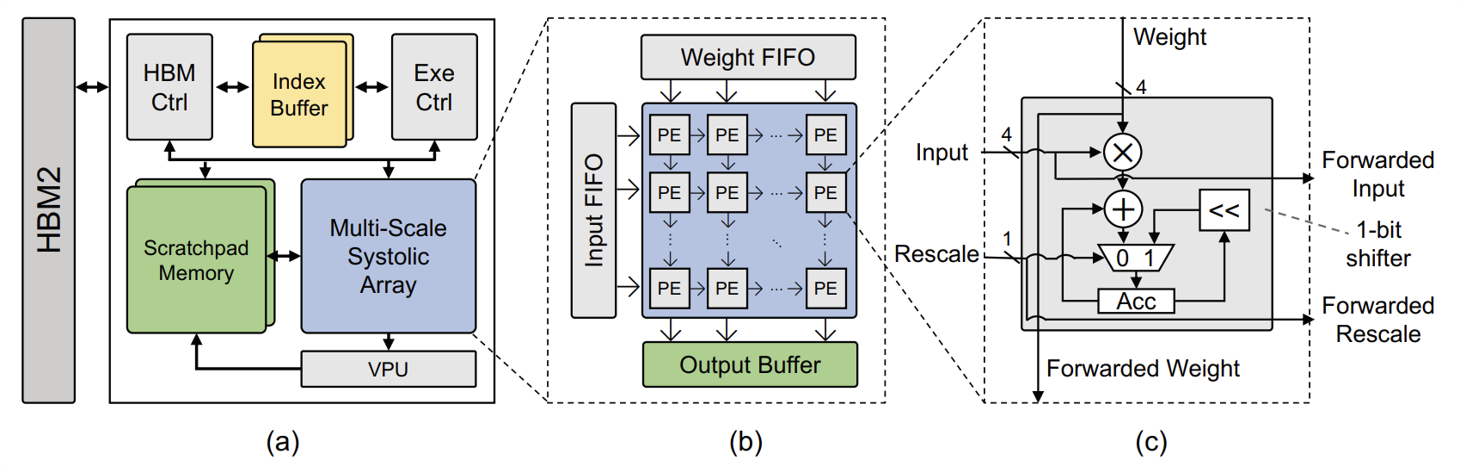 HBM2
HBM
Ctrl
Index
Buffer
Exe
Ctrl
Scratchpad
Memory
Multi-Scale
Systolic
Array
VPU
(a)
Weight FIFO
Input FIFO
PE PE ... PE
PE PE ... PE
... ... ... ...
PE PE ... PE
Output Buffer
(b)
Weight
4
4
Input
×
Forwarded
Input
+
<<
1-bit
shifter
Rescale
1
0 1
Acc
Forwarded
Rescale
Forwarded Weight
(c)